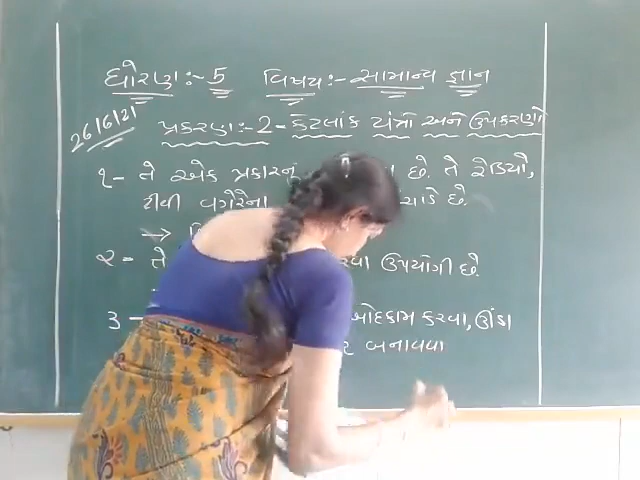 ધોરણ:- 5 વિષય:- સામાન્ય જ્ઞાન
26/6/21
પ્રકરણ:- 2 - કેટલાંક યંત્રો અને ઉપકરણો
૧- તે એક પ્રકારનું છે. તે રેડિયો,
ટીવી વગેરેના છે.
→
૨ - તે ઉપયોગી છે.
૩ - ખોદકામ કરવા, ઊંડા
બનાવવા